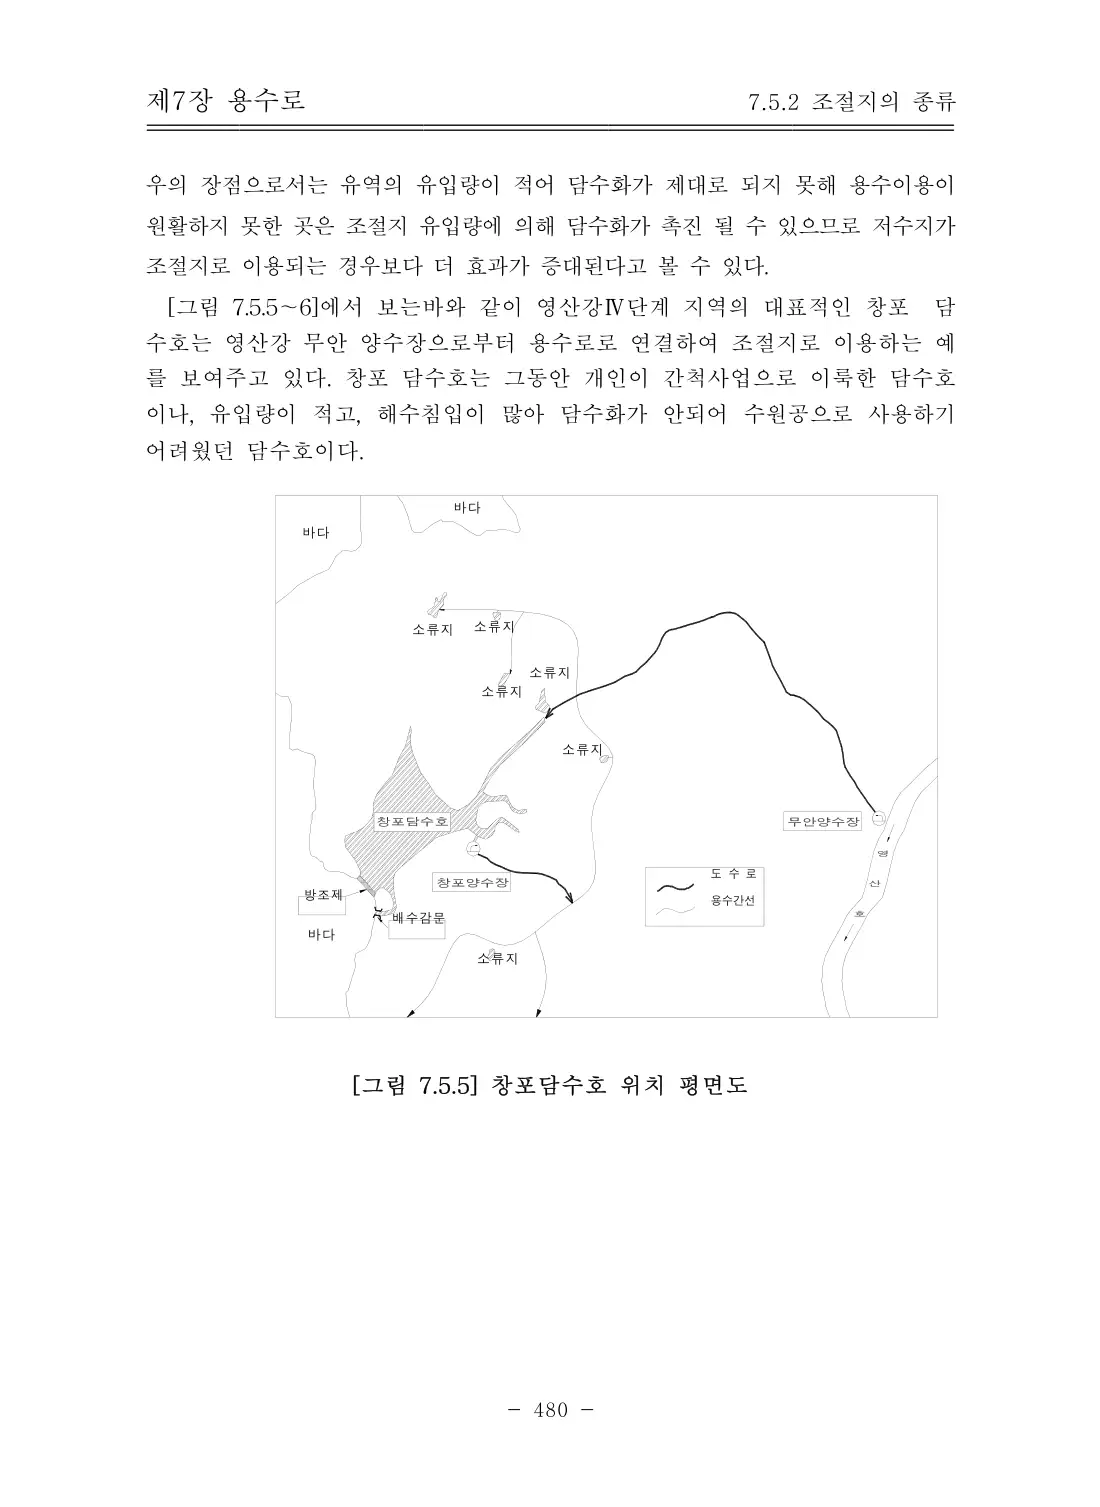 제7장 용수로
7.5.2 조절지의 종류
우의 장점으로서는 유역의 유입량이 적어 담수화가 제대로 되지 못해 용수이용이
원활하지 못한 곳은 조절지 유입량에 의해 담수화가 촉진 될 수 있으므로 저수지가
조절지로 이용되는 경우보다 더 효과가 증대된다고 볼 수 있다.
[그림 7.5.5~6]에서 보는바와 같이 영산강Ⅳ단계 지역의 대표적인 창포 담
수호는 영산강 무안 양수장으로부터 용수로로 연결하여 조절지로 이용하는 예
를 보여주고 있다. 창포 담수호는 그동안 개인이 간척사업으로 이룩한 담수호
이나, 유입량이 적고, 해수침입이 많아 담수화가 안되어 수원공으로 사용하기
어려웠던 담수호이다.
바다
바다
소류지
소류지
소류지
소류지
소류지
창포담수호
무안양수장
영
산
호
도 수 로
용수간선
창포양수장
방조제
배수갑문
바다
소류지
[그림 7.5.5] 창포담수호 위치 평면도
- 480 -